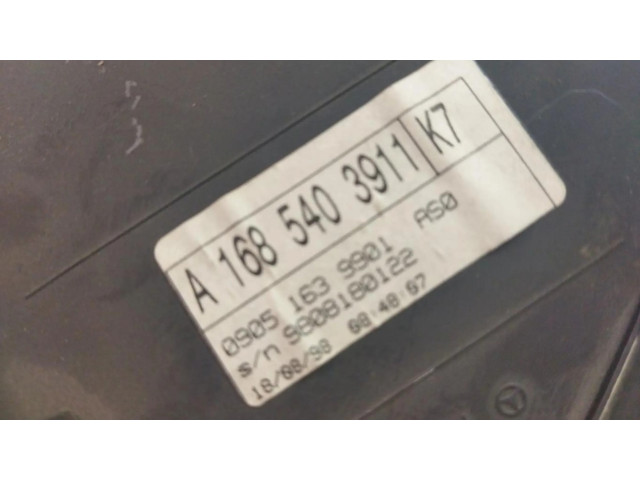 A 168 540 3911 K7
0905 163 9901 AS0
s/n 9808180122
18/08/98 08:48:67